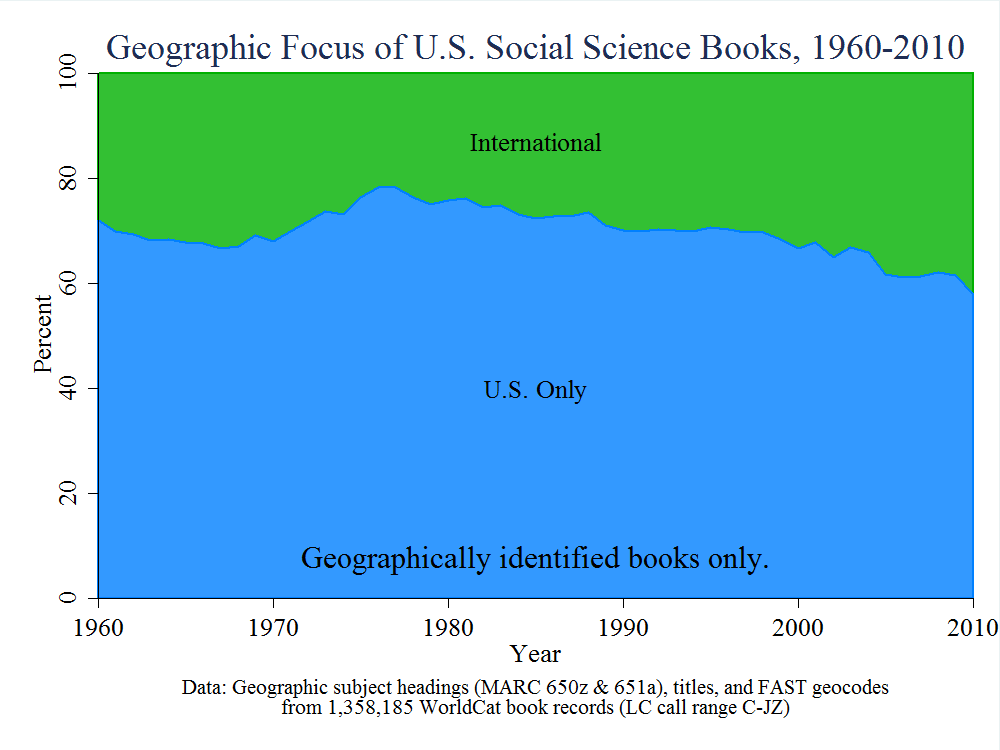 Geographic Focus of U.S. Social Science Books, 1960-2010
100
80
60
40
20
0
Percent
International
U.S. Only
Geographically identified books only.
1960 1970 1980 1990 2000 2010
Year
Data: Geographic subject headings (MARC 650z & 651a), titles, and FAST geocodes
from 1,358,185 WorldCat book records (LC call range C-JZ)